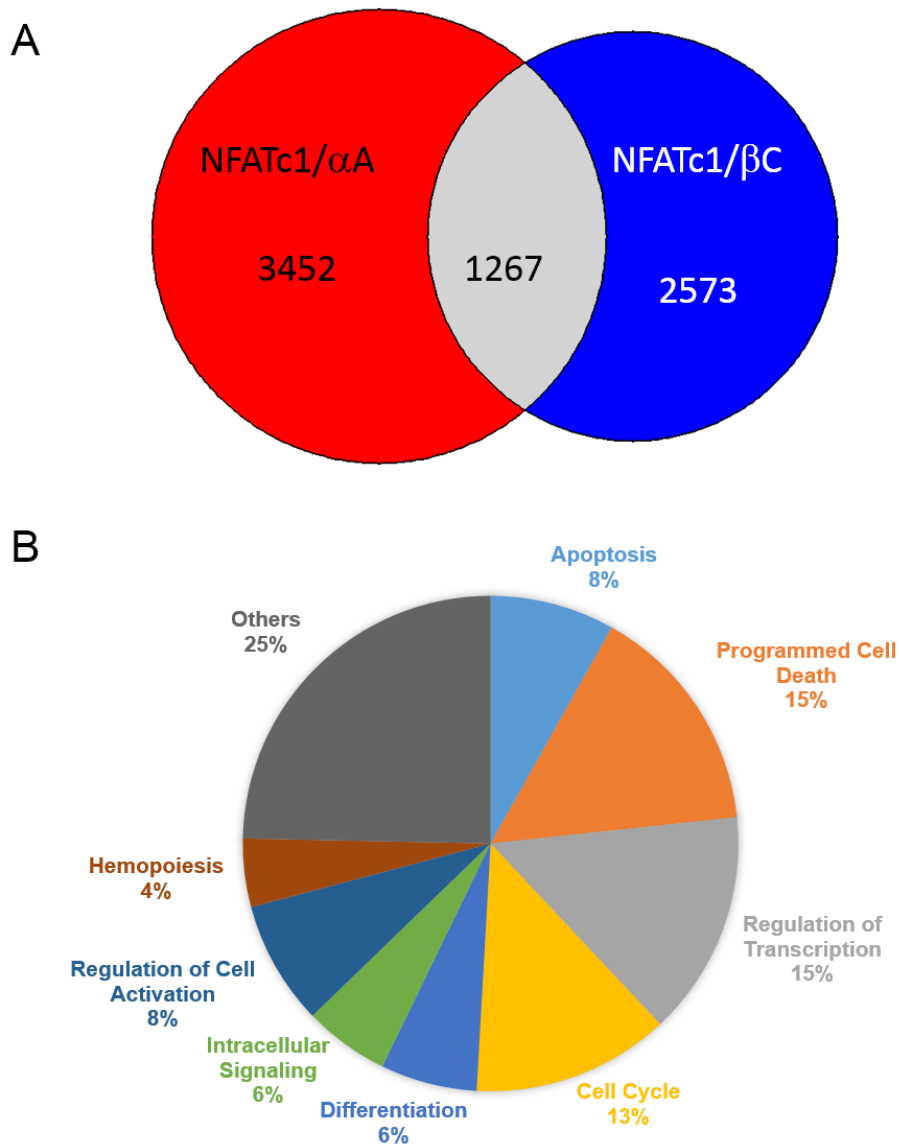 A
NFATc1/αA
NFATc1/βC
3452
1267
2573
B
Apoptosis
8%
Others
25%
Programmed Cell
Death
15%
Hemopoiesis
4%
Regulation of
Transcription
15%
Regulation of Cell
Activation
8%
Intracellular
Signaling
6%
Differentiation
6%
Cell Cycle
13%